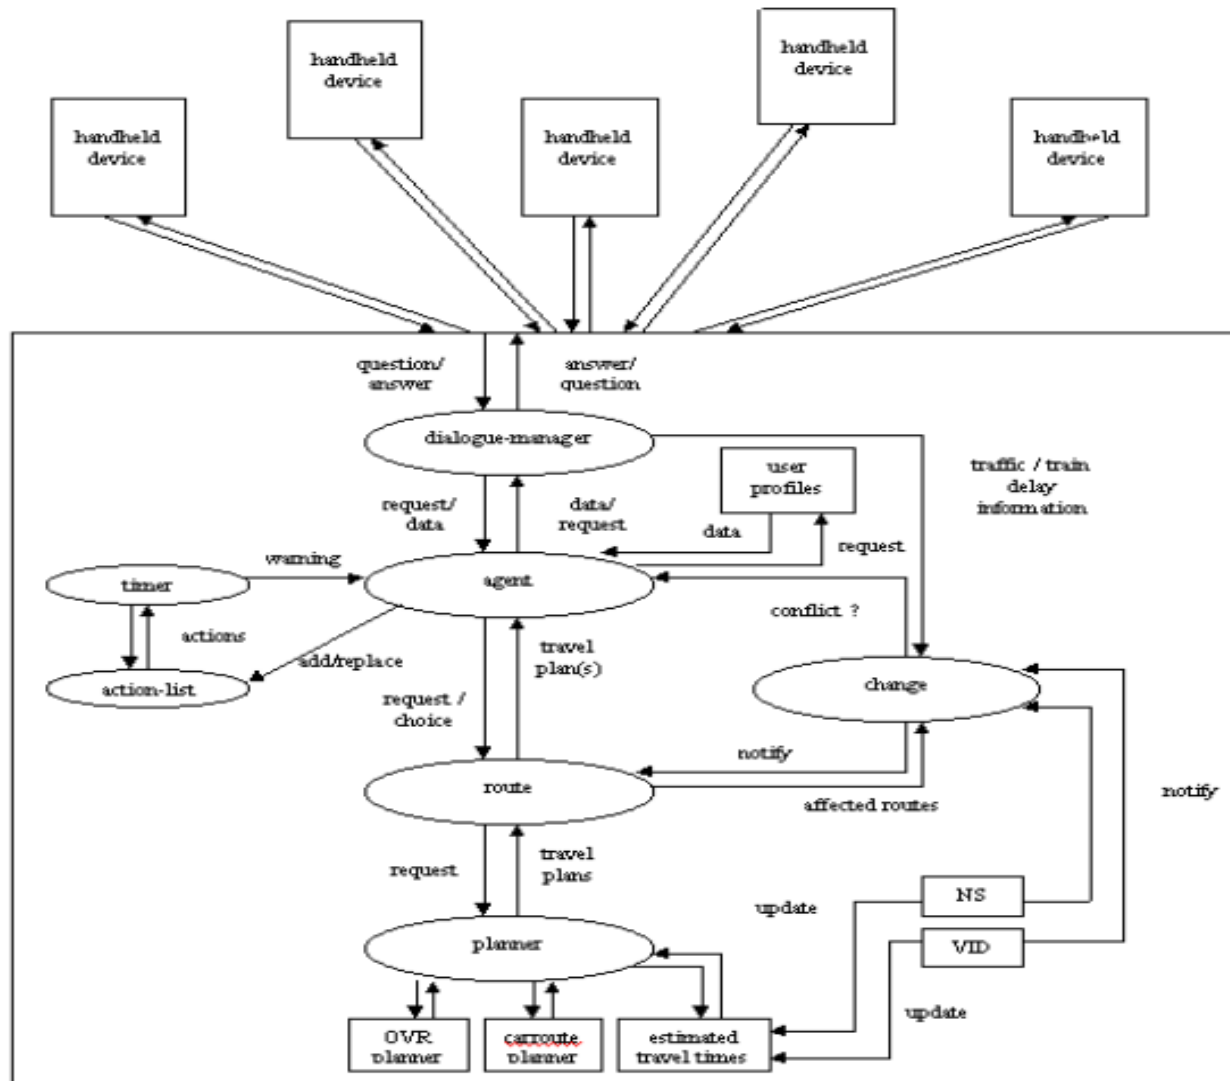 handheld
device
handheld
device
handheld
device
handheld
device
handheld
device
question/
answer
answer/
question
dialogue-manager
user
profiles
traffic / train
delay
information
request/
data
data/
request
data
request
warning
timer
agent
conflict ?
actions
add/replace
travel
plan(s)
action-list
change
request /
choice
notify
route
affected routes
notify
request
travel
plans
update
NS
planner
VID
update
OVR
planner
carroute
planner
estimated
travel times